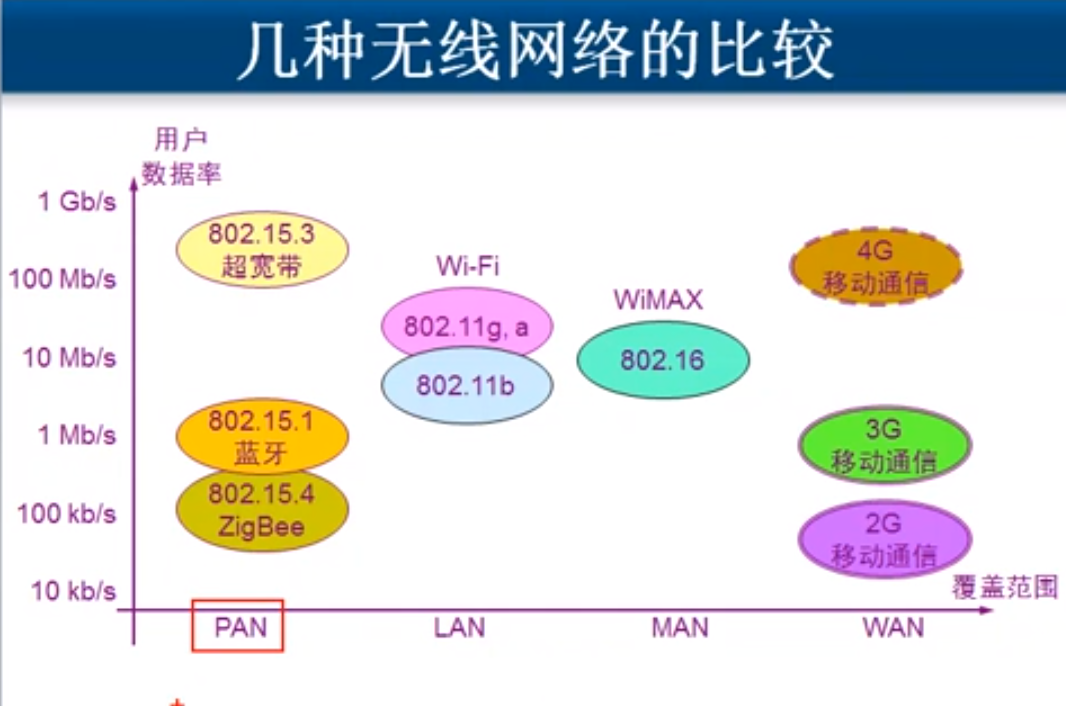 几种无线网络的比较
用户
数据率
1 Gb/s
802.15.3
超宽带
4G
移动通信
Wi-Fi
100 Mb/s
WiMAX
802.11g, a
10 Mb/s
802.16
802.11b
802.15.1
蓝牙
1 Mb/s
3G
移动通信
802.15.4
ZigBee
100 kb/s
2G
移动通信
10 kb/s
覆盖范围
PAN
LAN
MAN
WAN